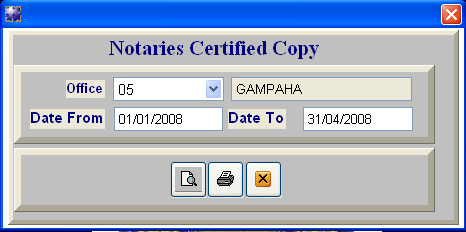 Notaries Certified Copy
Office 05 GAMPAHA
Date From 01/01/2008 Date To 31/04/2008